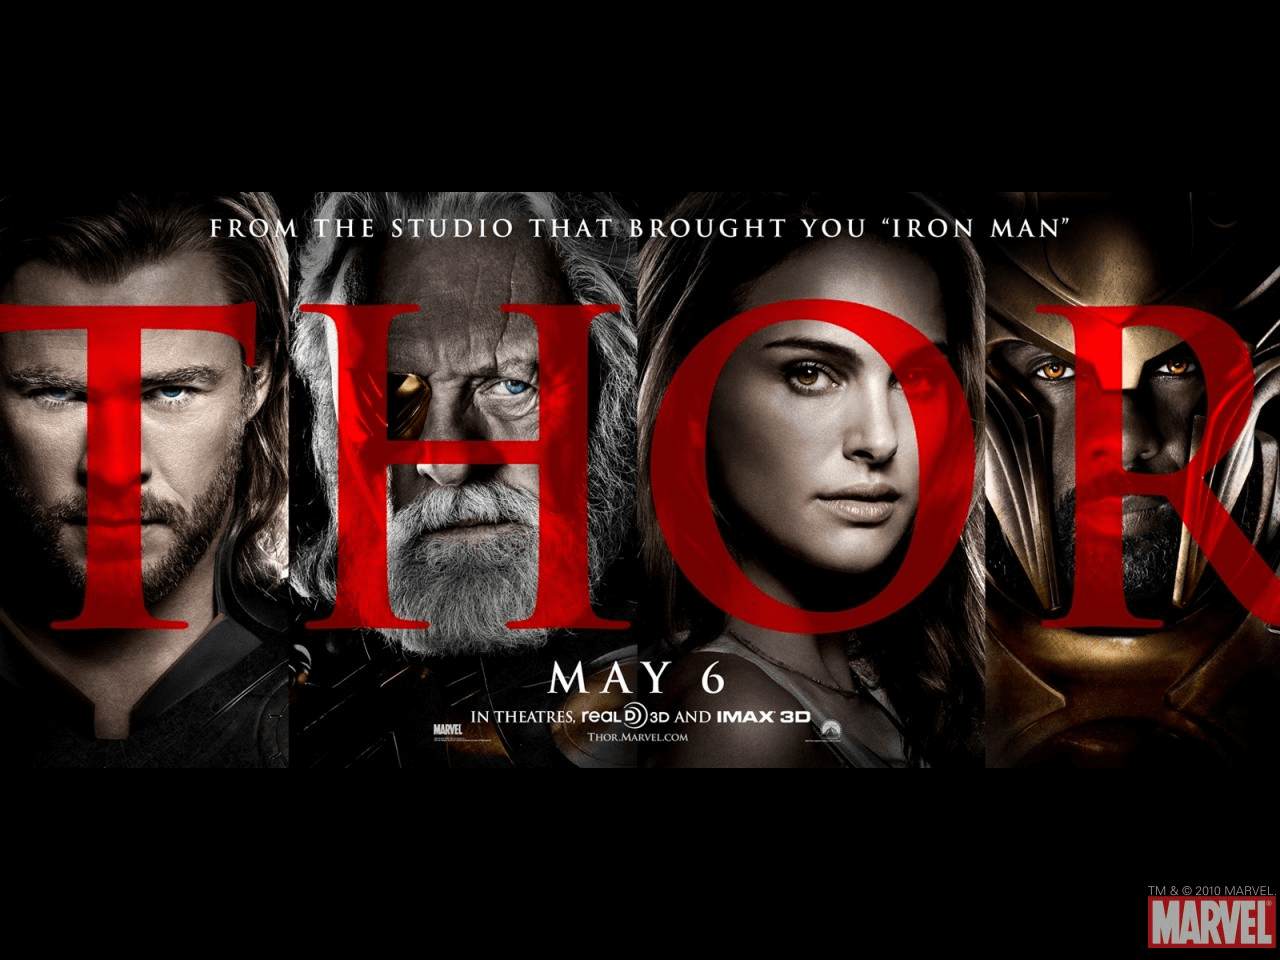 FROM THE STUDIO THAT BROUGHT YOU “IRON MAN”
THOR
MAY 6
IN THEATRES, REAL D 3D AND IMAX 3D
MARVEL
THOR.MARVEL.COM
TM & © 2010 MARVEL.
MARVEL®